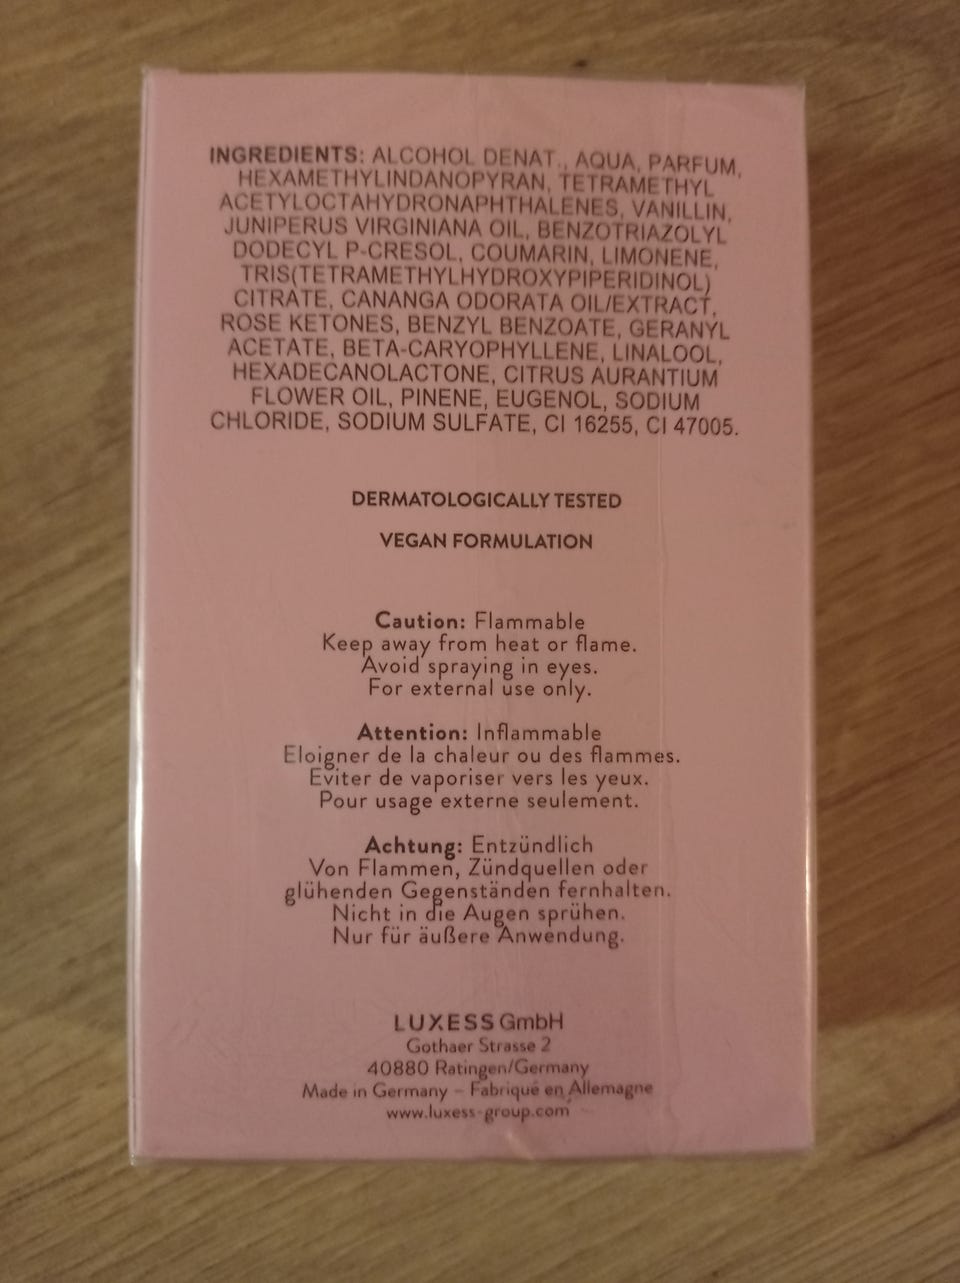 INGREDIENTS: ALCOHOL DENAT., AQUA, PARFUM,
HEXAMETHYLINDANOPYRAN, TETRAMETHYL
ACETYLOCTAHYDRONAPHTHALENES, VANILLIN,
JUNIPERUS VIRGINIANA OIL, BENZOTRIAZOLYL
DODECYL P-CRESOL, COUMARIN, LIMONENE,
TRIS(TETRAMETHYLHYDROXYPIPERIDINOL)
CITRATE, CANANGA ODORATA OIL/EXTRACT,
ROSE KETONES, BENZYL BENZOATE, GERANYL
ACETATE, BETA-CARYOPHYLLENE, LINALOOL,
HEXADECANOLACTONE, CITRUS AURANTIUM
FLOWER OIL, PINENE, EUGENOL, SODIUM
CHLORIDE, SODIUM SULFATE, CI 16255, CI 47005.
DERMATOLOGICALLY TESTED
VEGAN FORMULATION
Caution: Flammable
Keep away from heat or flame.
Avoid spraying in eyes.
For external use only.
Attention: Inflammable
Eloigner de la chaleur ou des flammes.
Eviter de vaporiser vers les yeux.
Pour usage externe seulement.
Achtung: Entzündlich
Von Flammen, Zündquellen oder
glühenden Gegenständen fernhalten.
Nicht in die Augen sprühen.
Nur für äußere Anwendung.
LUXESS GmbH
Gothaer Strasse 2
40880 Ratingen/Germany
Made in Germany – Fabriqué en Allemagne
www.luxess-group.com